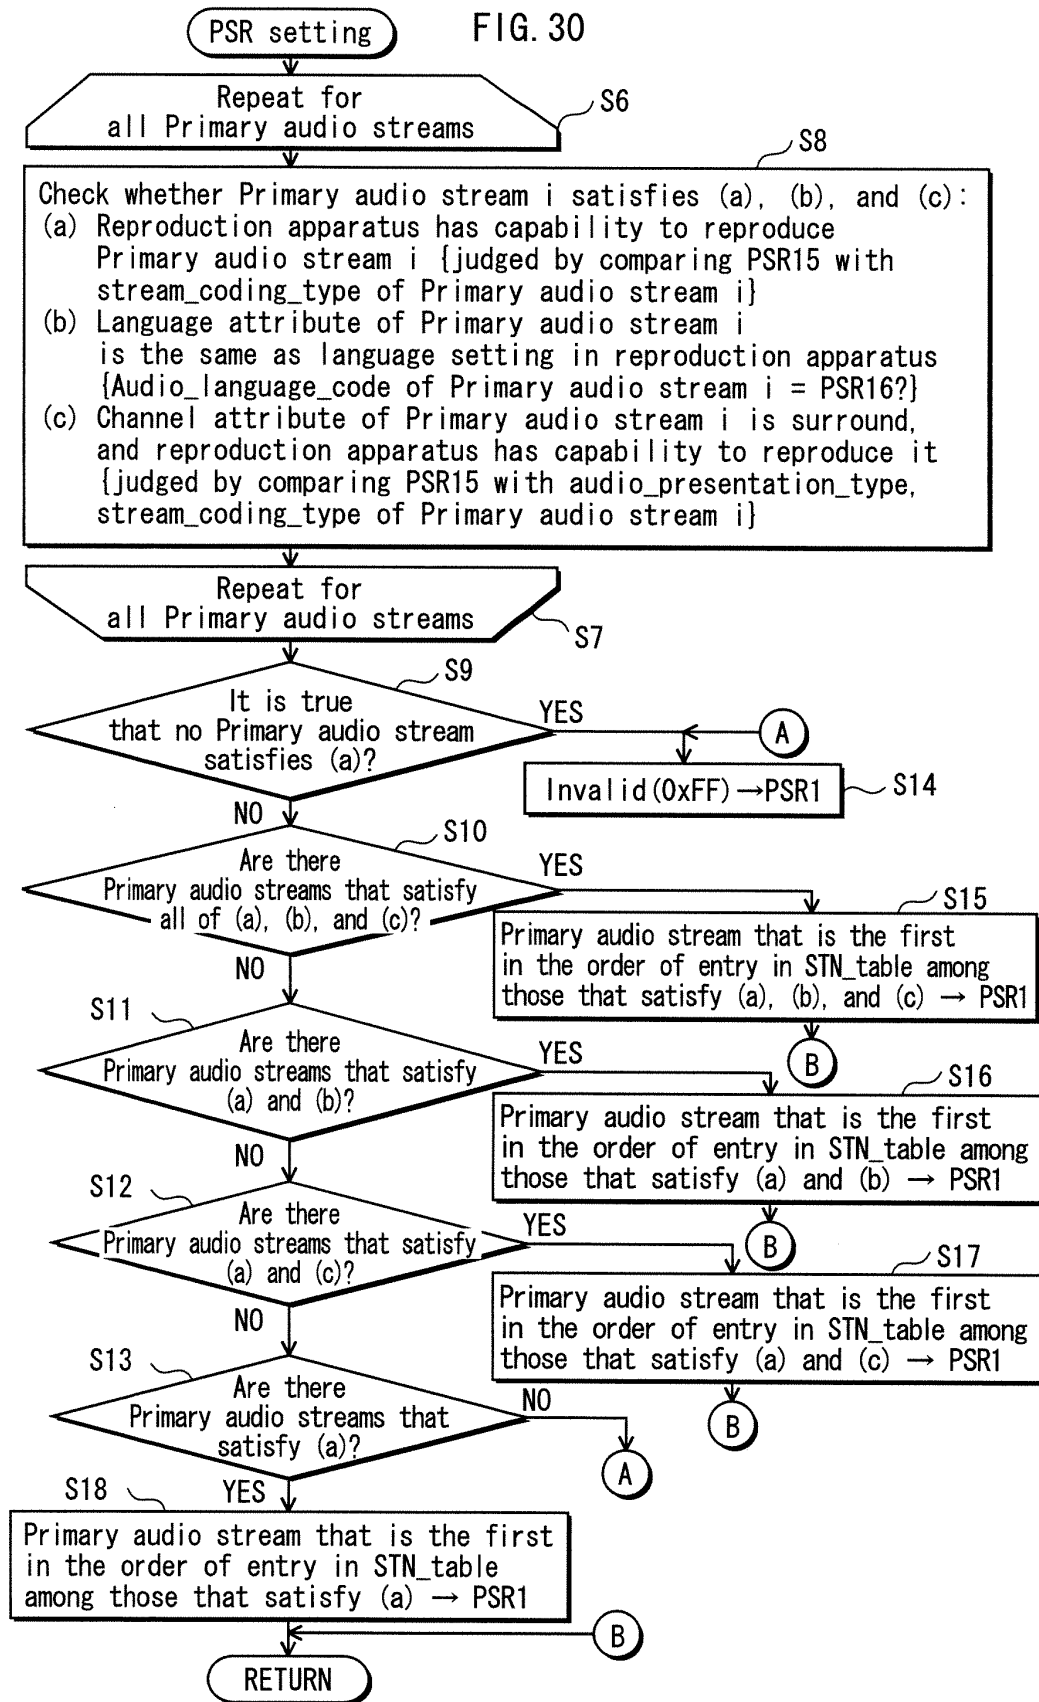 FIG. 30
PSR setting
Repeat for
all Primary audio streams
S6
S8
Check whether Primary audio stream i satisfies (a), (b), and (c):
(a) Reproduction apparatus has capability to reproduce
Primary audio stream i {judged by comparing PSR15 with
stream_coding_type of Primary audio stream i}
(b) Language attribute of Primary audio stream i
is the same as language setting in reproduction apparatus
{Audio_language_code of Primary audio stream i = PSR16?}
(c) Channel attribute of Primary audio stream i is surround,
and reproduction apparatus has capability to reproduce it
{judged by comparing PSR15 with audio_presentation_type,
stream_coding_type of Primary audio stream i}
Repeat for
all Primary audio streams
S7
S9
It is true
that no Primary audio stream
satisfies (a)?
YES
A
Invalid(0xFF)→PSR1
S14
NO
S10
Are there
Primary audio streams that satisfy
all of (a), (b), and (c)?
YES
S15
Primary audio stream that is the first
in the order of entry in STN_table among
those that satisfy (a), (b), and (c) → PSR1
B
NO
S11
Are there
Primary audio streams that satisfy
(a) and (b)?
YES
S16
Primary audio stream that is the first
in the order of entry in STN_table among
those that satisfy (a) and (b) → PSR1
B
NO
S12
Are there
Primary audio streams that satisfy
(a) and (c)?
YES
S17
Primary audio stream that is the first
in the order of entry in STN_table among
those that satisfy (a) and (c) → PSR1
B
NO
S13
Are there
Primary audio streams that
satisfy (a)?
NO
A
YES
S18
Primary audio stream that is the first
in the order of entry in STN_table
among those that satisfy (a) → PSR1
B
RETURN